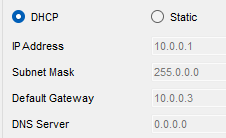 DHCP Static
IP Address 10.0.0.1
Subnet Mask 255.0.0.0
Default Gateway 10.0.0.3
DNS Server 0.0.0.0